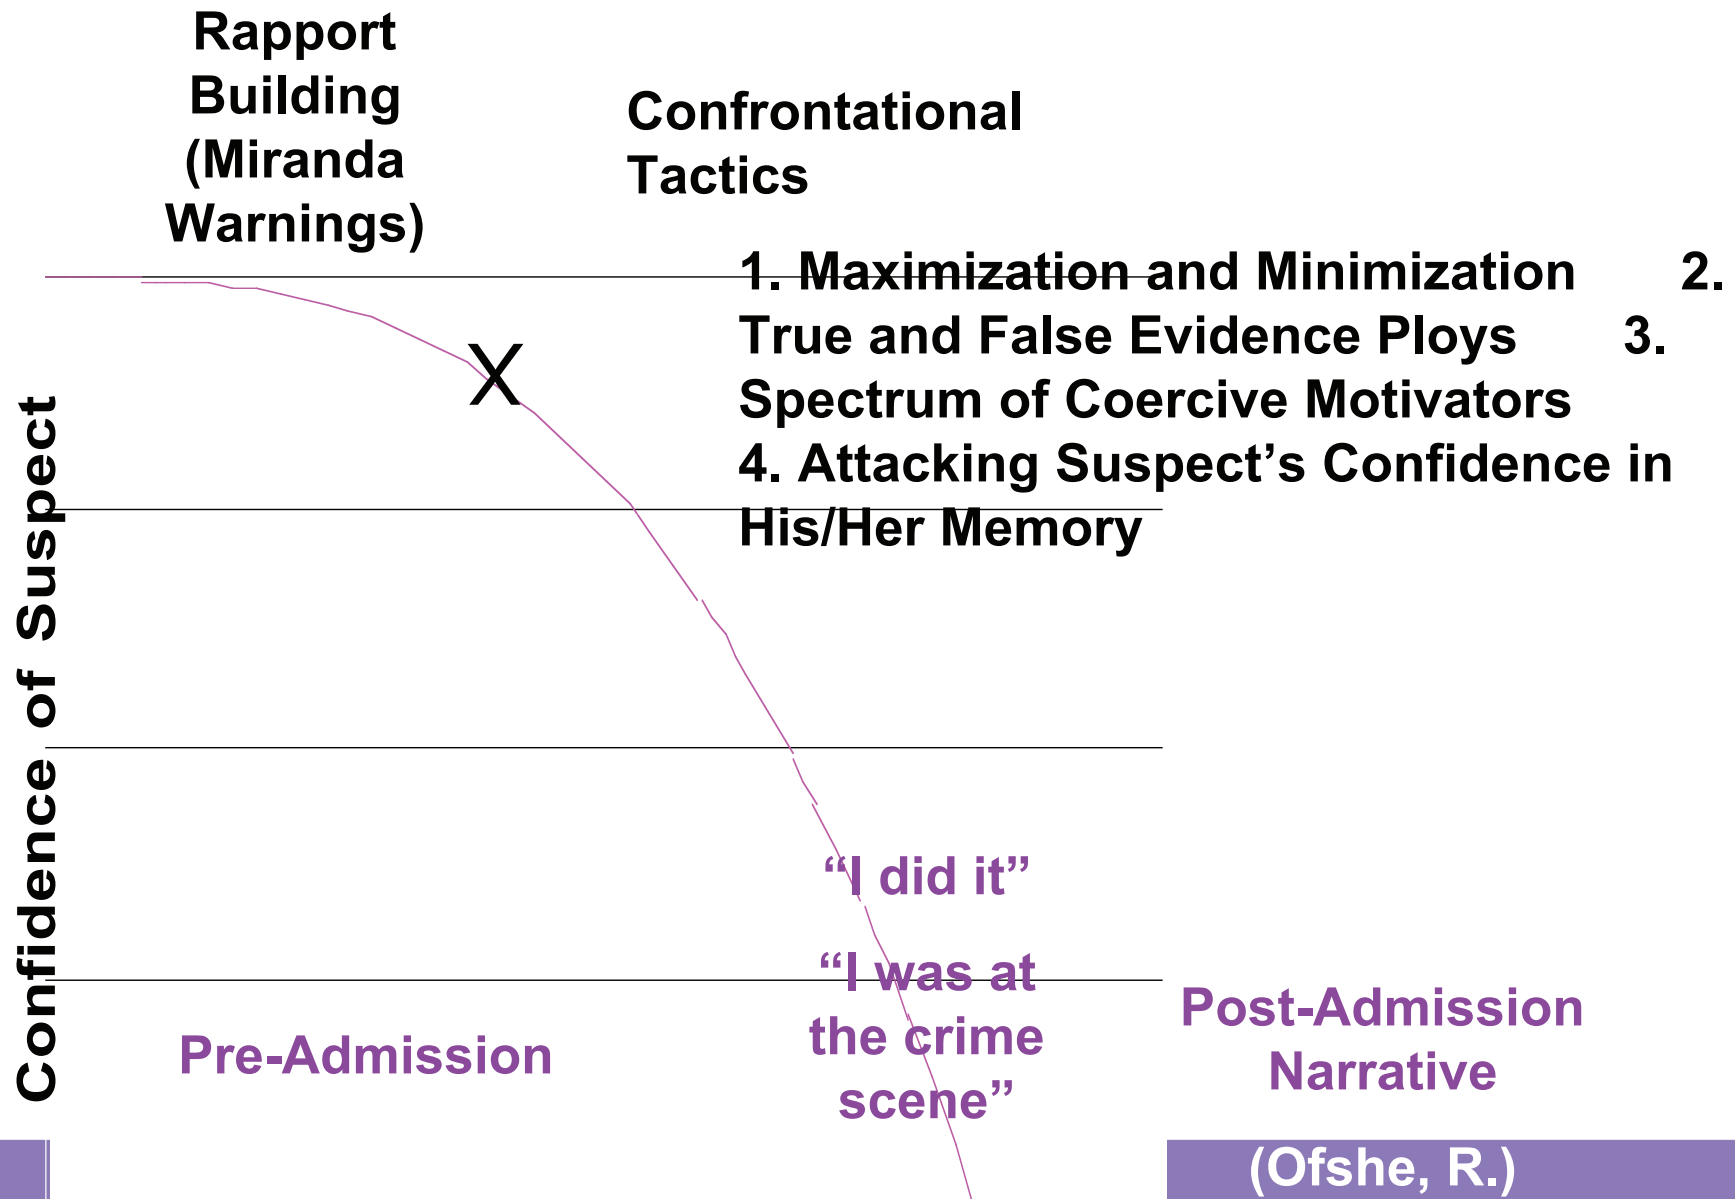 Rapport
Building
(Miranda
Warnings)
Confrontational
Tactics
1. Maximization and Minimization 2.
True and False Evidence Ploys 3.
Spectrum of Coercive Motivators
4. Attacking Suspect’s Confidence in
His/Her Memory
X
Confidence of Suspect
“I did it”
“I was at
the crime
scene”
Pre-Admission
Post-Admission
Narrative
(Ofshe, R.)